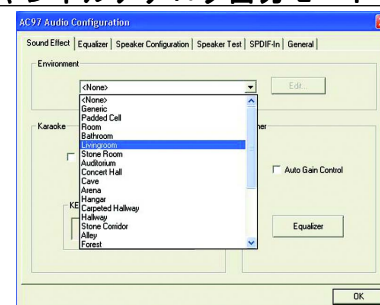 AC97 Audio Configuration
Sound Effect
Equalizer
Speaker Configuration
Speaker Test
SPDIF-In
General
Environment
<None>
Edit...
<None>
Generic
Padded Cell
Room
Bathroom
Livingroom
Stone Room
Auditorium
Concert Hall
Cave
Arena
Hangar
Carpeted Hallway
Hallway
Stone Corridor
Alley
Forest
Karaoke
KE
her
Auto Gain Control
Equalizer
OK